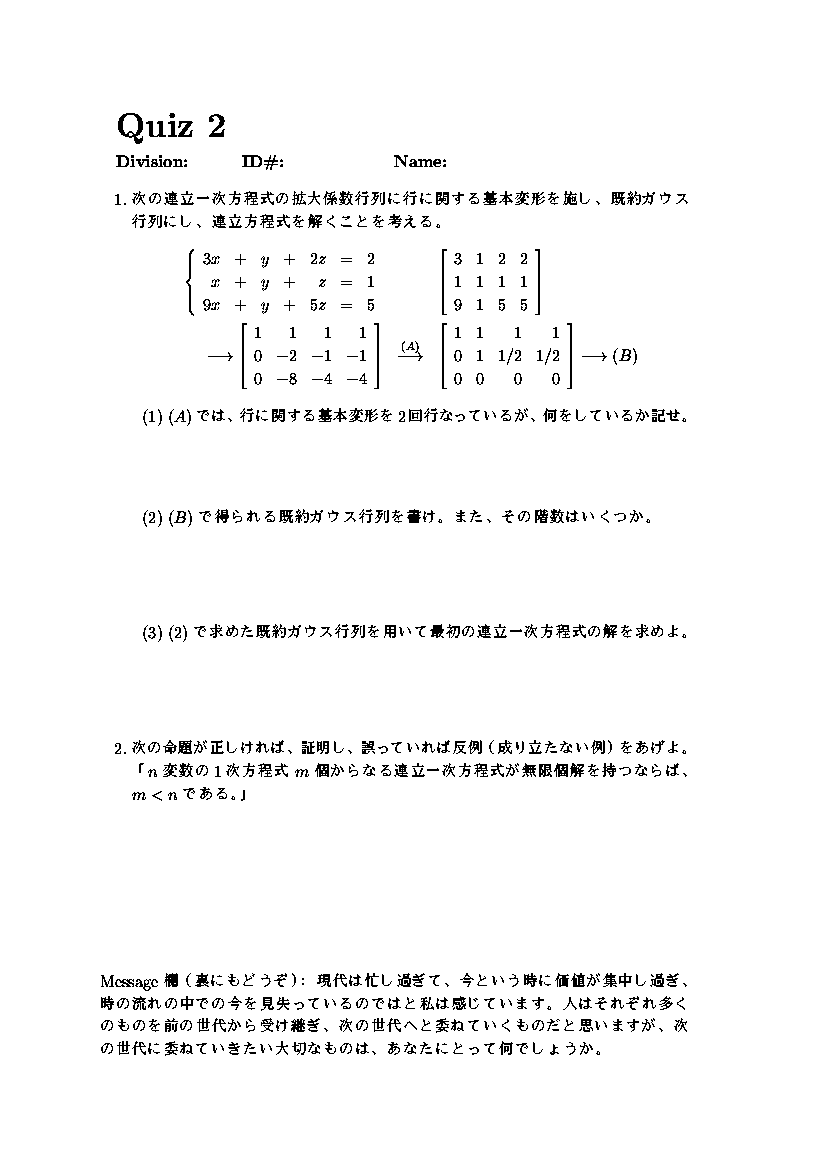 Quiz 2
Division: ID#: Name:
1. 次の連立一次方程式の拡大係数行列に行に関する基本変形を施し、既約ガウス
行列にし、連立方程式を解くことを考える。
3x + y + 2z = 2 3 1 2 2
x + y + z = 1 1 1 1 1
9x + y + 5z = 5 9 1 5 5
1 1 1 1 1 1 1 1
⟶ 0 −2 −1 −1 (A) ⟶ 0 1 1/2 1/2 ⟶ (B)
0 −8 −4 −4 0 0 0 0
(1) (A) では、行に関する基本変形を 2回行なっているが、何をしているか記せ。
(2) (B) で得られる既約ガウス行列を書け。また、その階数はいくつか。
(3) (2) で求めた既約ガウス行列を用いて最初の連立一次方程式の解を求めよ。
2. 次の命題が正しければ、証明し、誤っていれば反例(成り立たない例)をあげよ。
「n 変数の 1 次方程式 m 個からなる連立一次方程式が無限個解を持つならば、
m < n である。」
Message 欄(裏にもどうぞ): 現代は忙し過ぎて、今という時に価値が集中し過ぎ、
時の流れの中での今を見失っているのではと私は感じています。人はそれぞれ多く
のものを前の世代から受け継ぎ、次の世代へと委ねていくものだと思いますが、次
の世代に委ねていきたい大切なものは、あなたにとって何でしょうか。